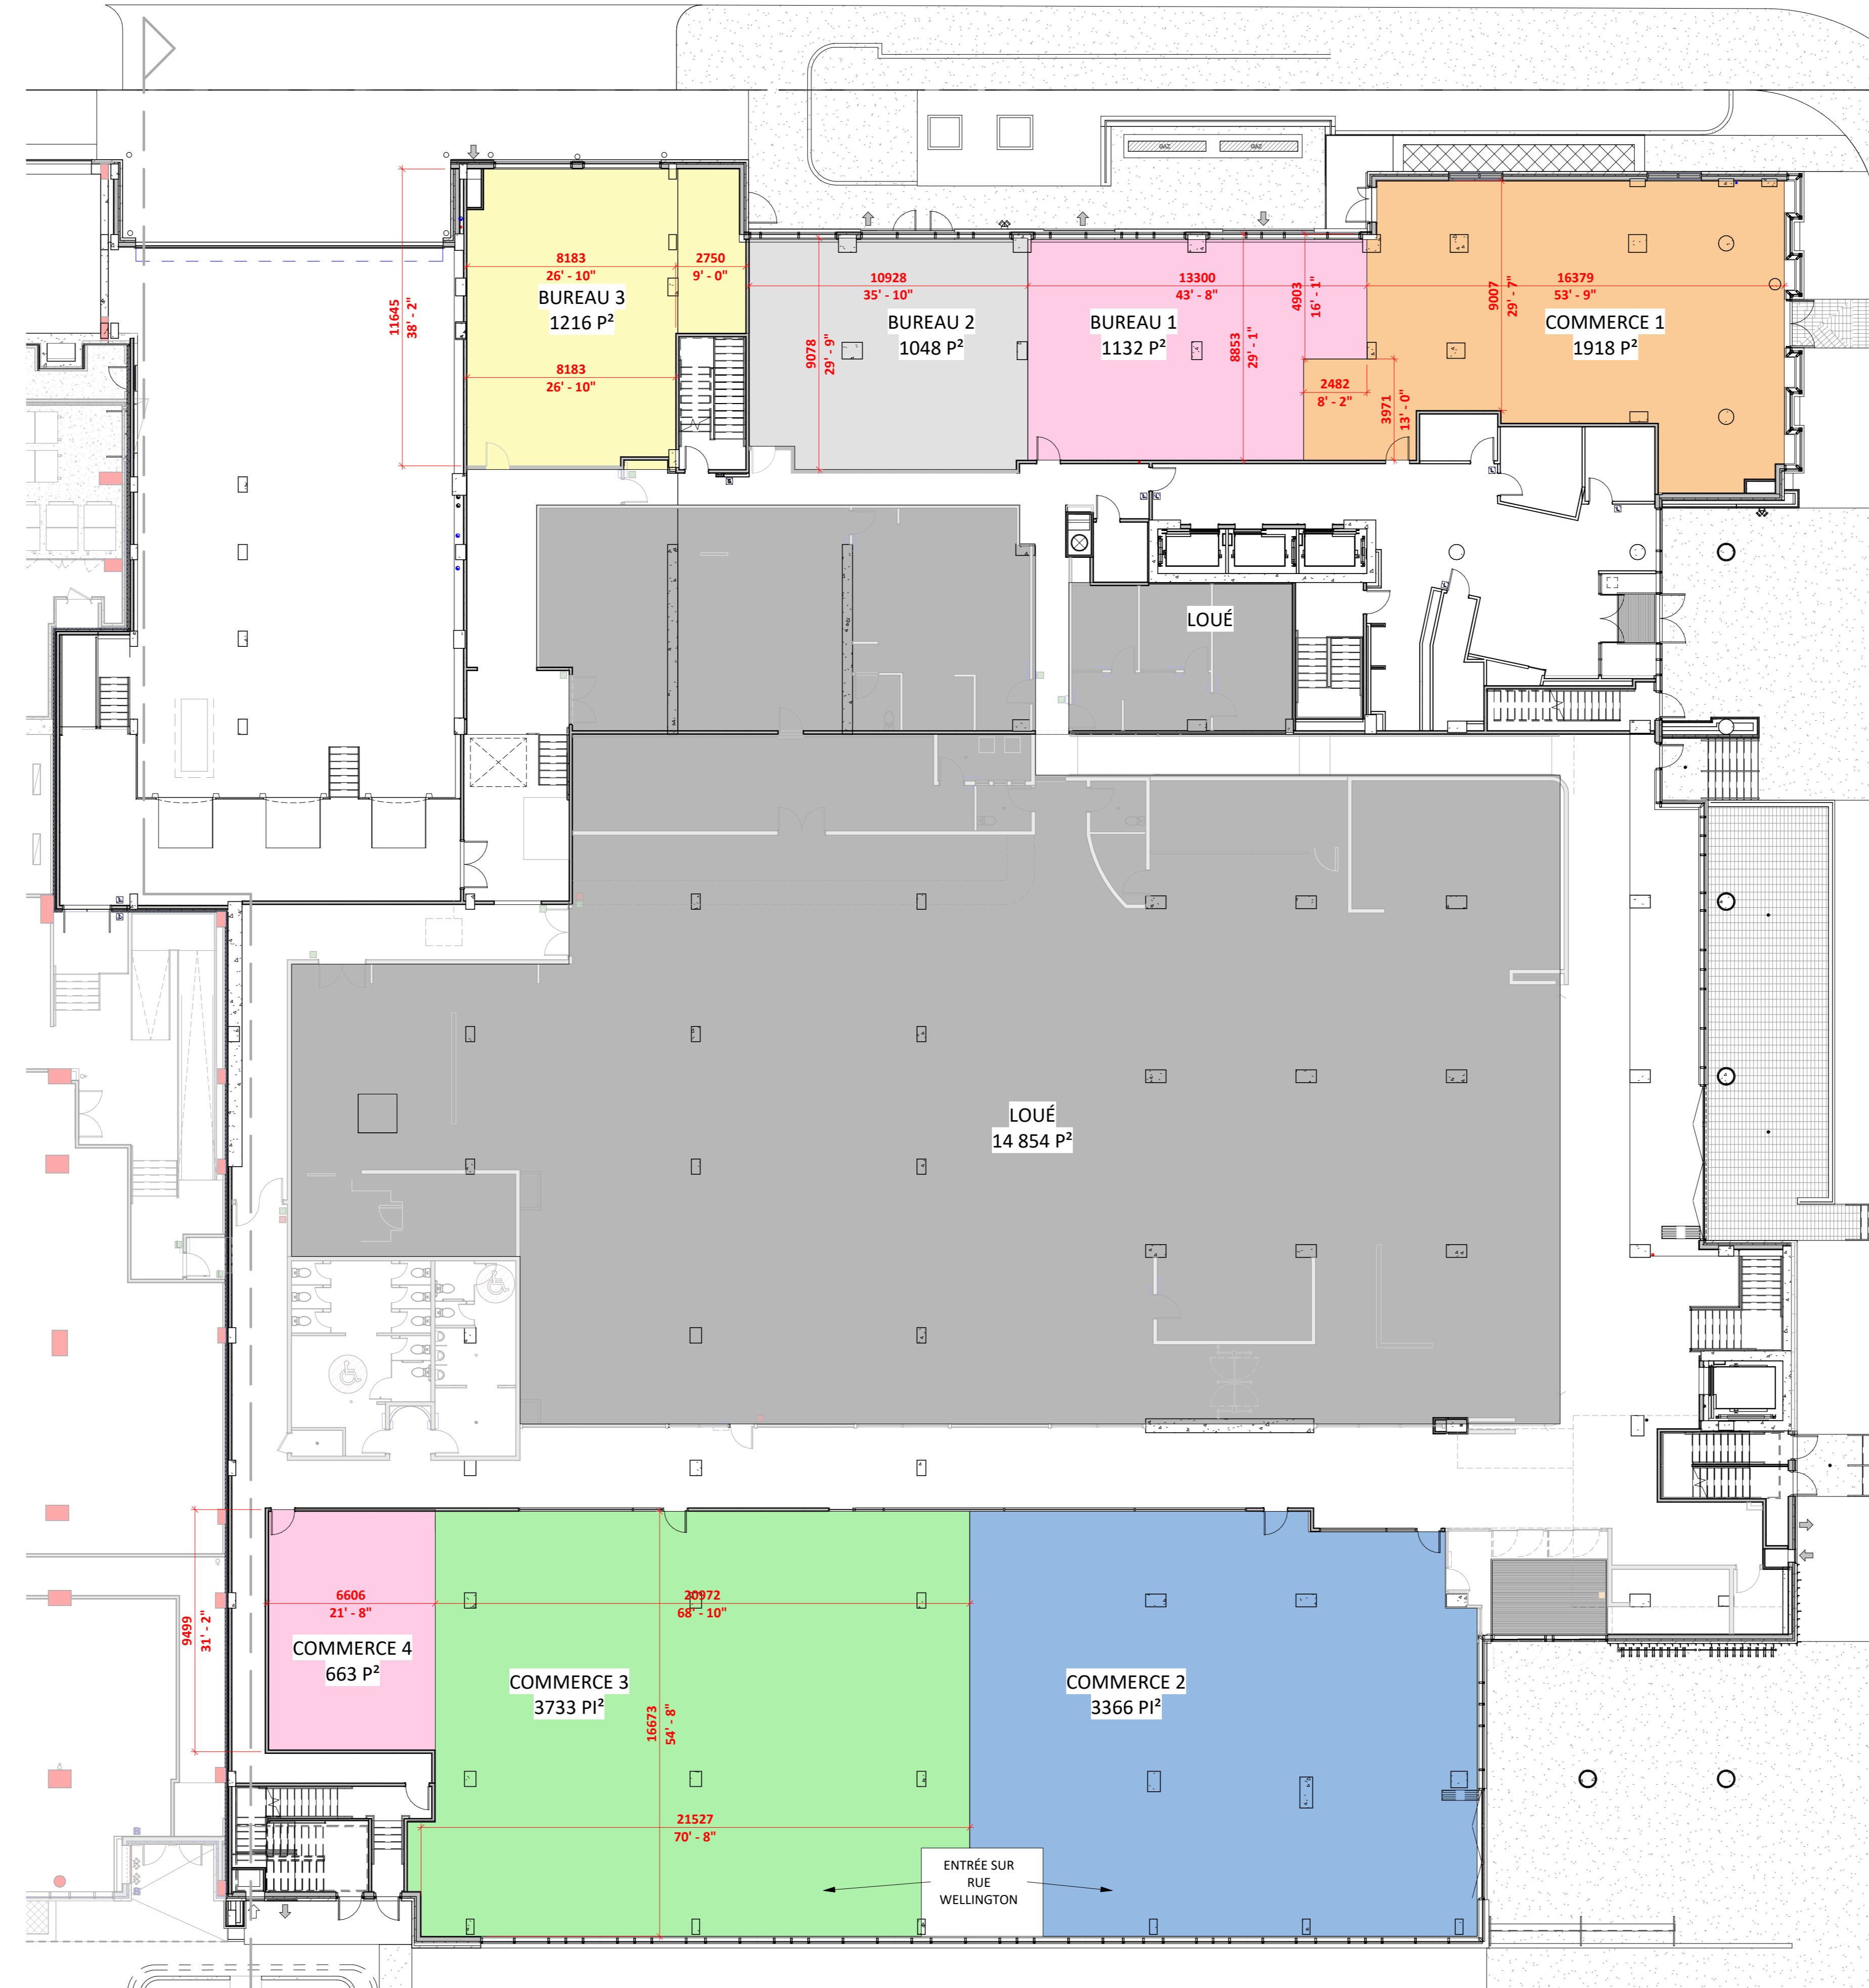 GAZ GAZ
8183
26' - 10"
2750
9' - 0"
BUREAU 3
1216 P²
11645
38' - 2"
8183
26' - 10"
10928
35' - 10"
BUREAU 2
1048 P²
9078
29' - 9"
13300
43' - 8"
BUREAU 1
1132 P²
8853
29' - 1"
4903
16' - 1"
2482
8' - 2"
3971
13' - 0"
9007
29' - 7"
16379
53' - 9"
COMMERCE 1
1918 P²
LOUÉ
LOUÉ
14 854 P²
9499
31' - 2"
6606
21' - 8"
COMMERCE 4
663 P²
20972
68' - 10"
COMMERCE 3
3733 PI²
16673
54' - 8"
21527
70' - 8"
COMMERCE 2
3366 PI²
ENTRÉE SUR
RUE
WELLINGTON